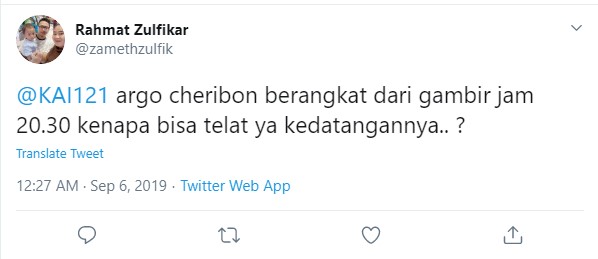 Rahmat Zulfikar
@zamethzulfik
@KAI121 argo cheribon berangkat dari gambir jam
20.30 kenapa bisa telat ya kedatangannya.. ?
Translate Tweet
12:27 AM · Sep 6, 2019 · Twitter Web App